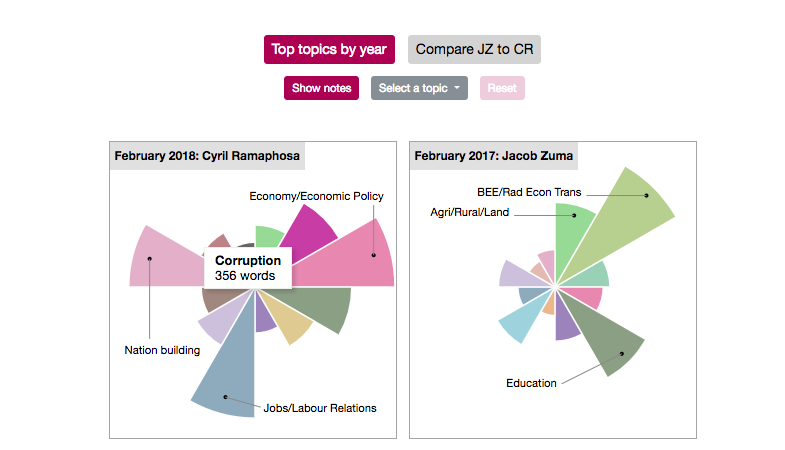 Top topics by year
Compare JZ to CR
Show notes
Select a topic
Reset
February 2018: Cyril Ramaphosa
Economy/Economic Policy
Corruption
356 words
Nation building
Jobs/Labour Relations
February 2017: Jacob Zuma
BEE/Rad Econ Trans
Agri/Rural/Land
Education